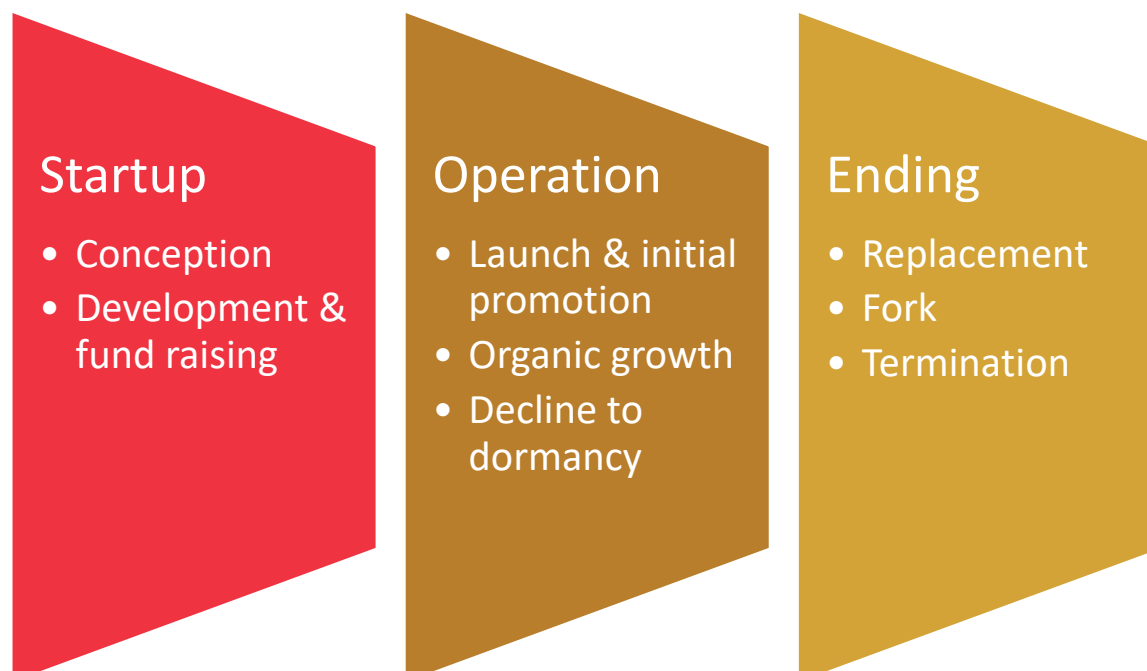 Startup
• Conception
• Development &
fund raising
Operation
• Launch & initial
promotion
• Organic growth
• Decline to
dormancy
Ending
• Replacement
• Fork
• Termination